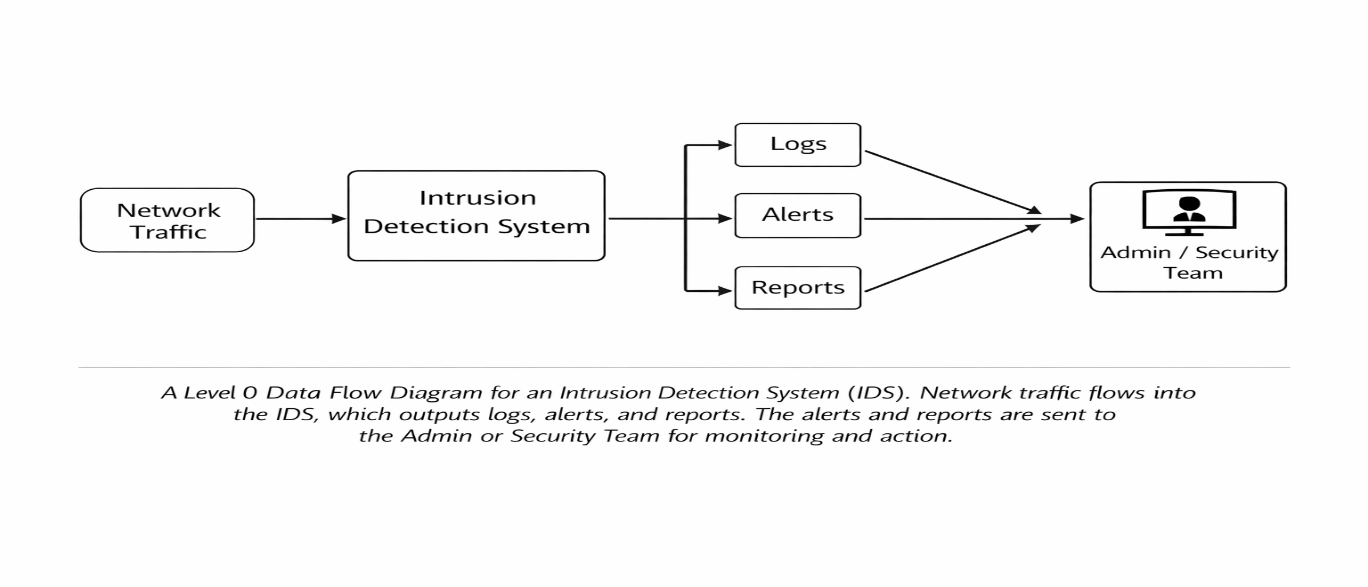 Network
Traffic
Intrusion
Detection System
Logs
Alerts
Reports
Admin / Security
Team
A Level 0 Data Flow Diagram for an Intrusion Detection System (IDS). Network traffic flows into
the IDS, which outputs logs, alerts, and reports. The alerts and reports are sent to
the Admin or Security Team for monitoring and action.